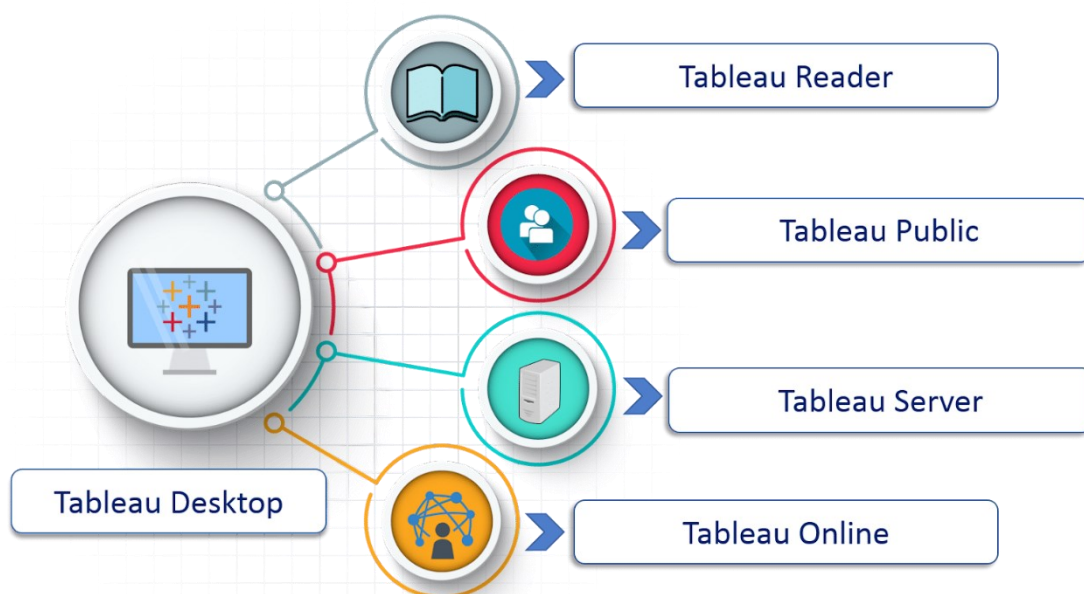 Tableau Reader
Tableau Public
Tableau Server
Tableau Desktop
Tableau Online